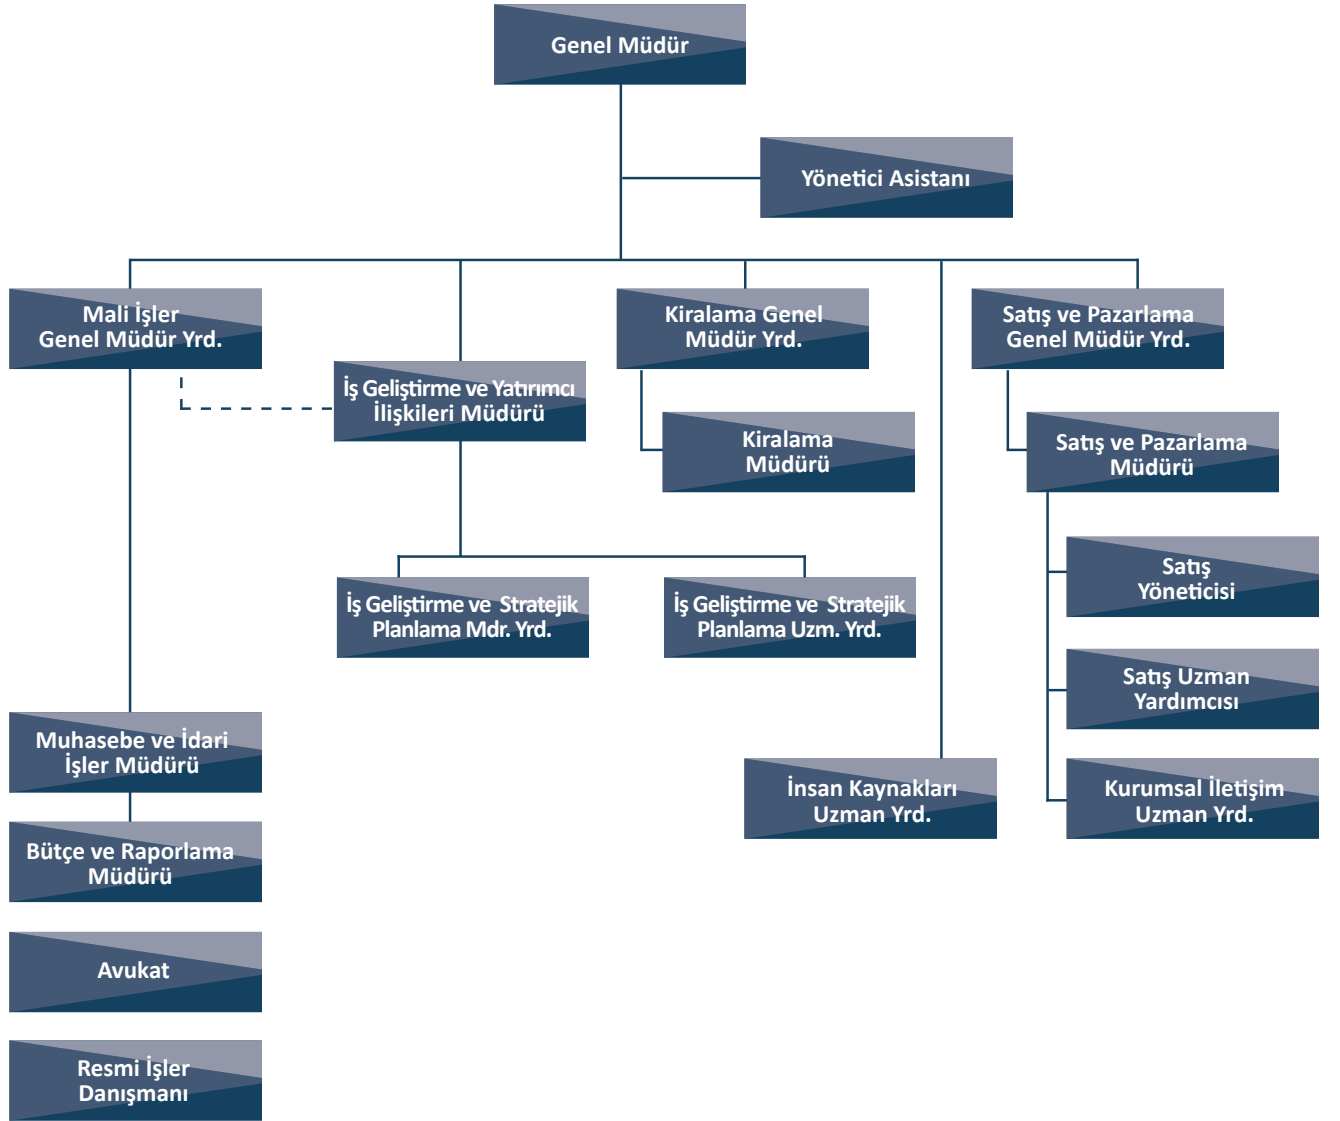 Genel Müdür
Yönetici Asistanı
Mali İşler
Genel Müdür Yrd.
Kiralama Genel
Müdür Yrd.
Satış ve Pazarlama
Genel Müdür Yrd.
İş Geliştirme ve Yatırımcı
İlişkileri Müdürü
Kiralama
Müdürü
Satış ve Pazarlama
Müdürü
İş Geliştirme ve Stratejik
Planlama Mdr. Yrd.
İş Geliştirme ve Stratejik
Planlama Uzm. Yrd.
Satış
Yöneticisi
Satış Uzman
Yardımcısı
Muhasebe ve İdari
İşler Müdürü
İnsan Kaynakları
Uzman Yrd.
Kurumsal İletişim
Uzman Yrd.
Bütçe ve Raporlama
Müdürü
Avukat
Resmi İşler
Danışmanı